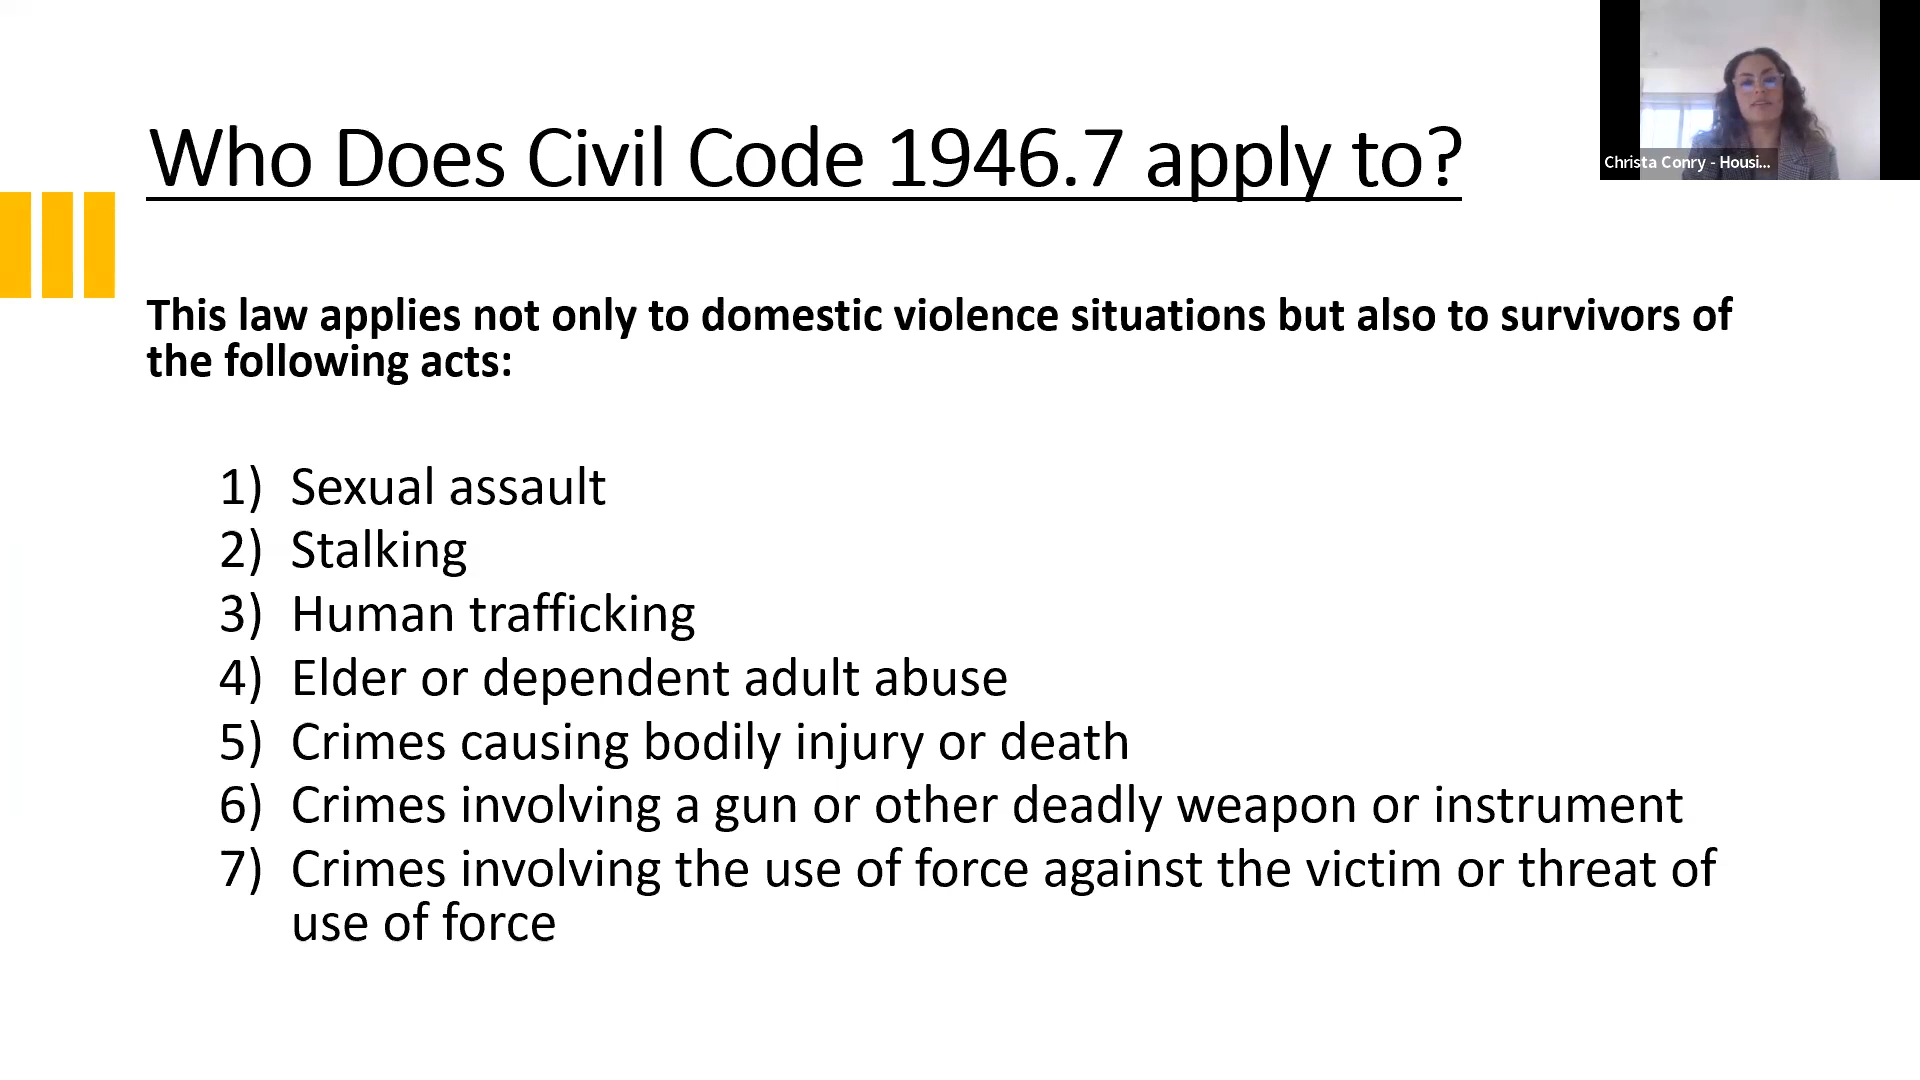 Who Does Civil Code 1946.7 apply to?
Christa Conry - Housi...
This law applies not only to domestic violence situations but also to survivors of
the following acts:
1) Sexual assault
2) Stalking
3) Human trafficking
4) Elder or dependent adult abuse
5) Crimes causing bodily injury or death
6) Crimes involving a gun or other deadly weapon or instrument
7) Crimes involving the use of force against the victim or threat of
use of force